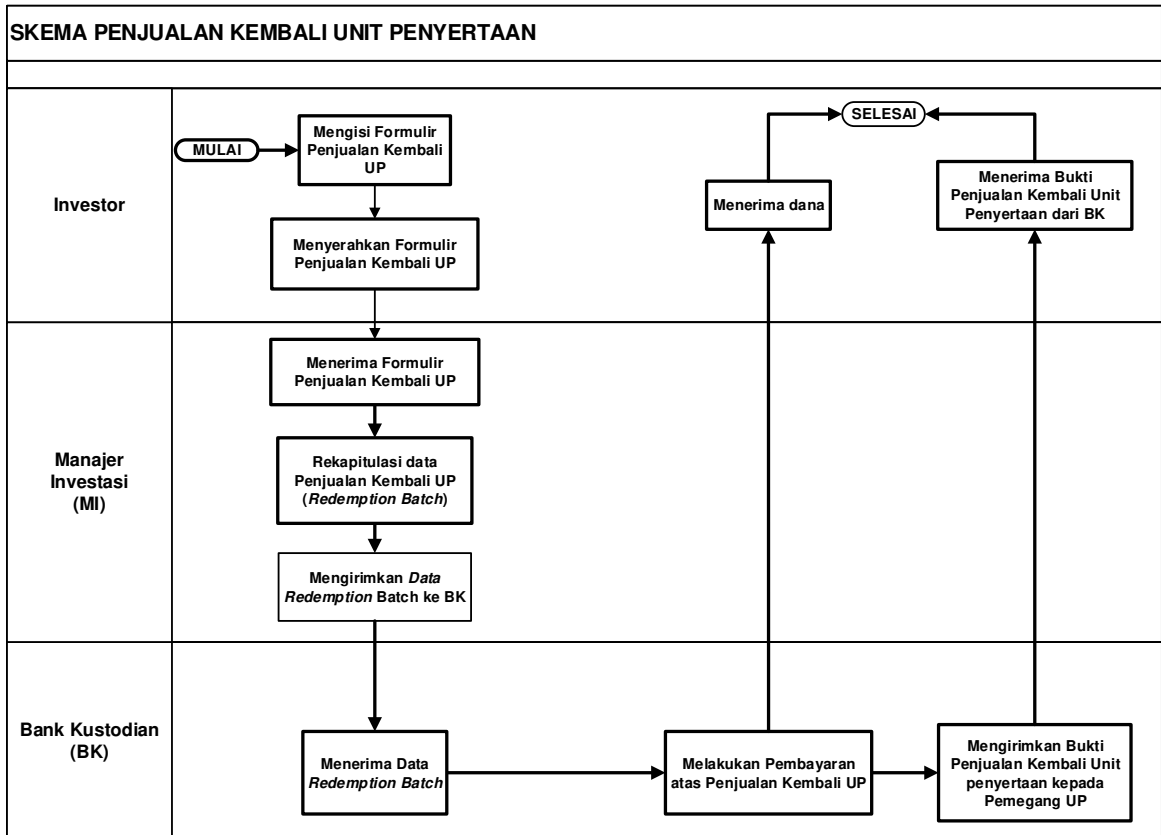 SKEMA PENJUALAN KEMBALI UNIT PENYERTAAN
Investor
MULAI
Mengisi Formulir
Penjualan Kembali
UP
Menyerahkan Formulir
Penjualan Kembali UP
SELESAI
Menerima dana
Menerima Bukti
Penjualan Kembali Unit
Penyertaan dari BK
Manajer
Investasi
(MI)
Menerima Formulir
Penjualan Kembali UP
Rekapitulasi data
Penjualan Kembali UP
(Redemption Batch)
Mengirimkan Data
Redemption Batch ke BK
Bank Kustodian
(BK)
Menerima Data
Redemption Batch
Melakukan Pembayaran
atas Penjualan Kembali UP
Mengirimkan Bukti
Penjualan Kembali Unit
penyertaan kepada
Pemegang UP